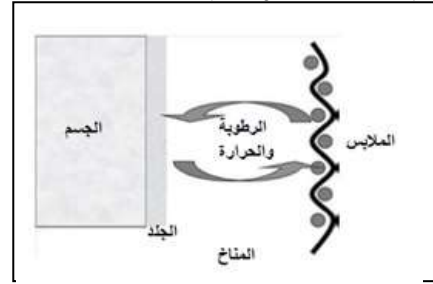 الجسم
الرطوبة
والحرارة
الملابس
الجلد
المناخ